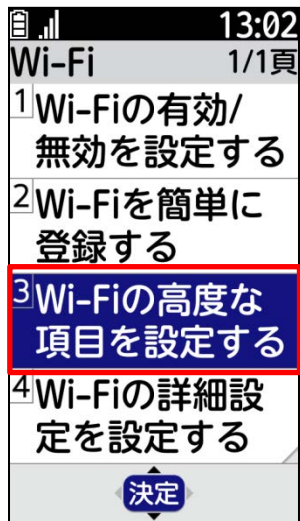 13:02
Wi-Fi 1/1頁
1 Wi-Fiの有効/
無効を設定する
2 Wi-Fiを簡単に
登録する
3 Wi-Fiの高度な
項目を設定する
4 Wi-Fiの詳細設
定を設定する
決定